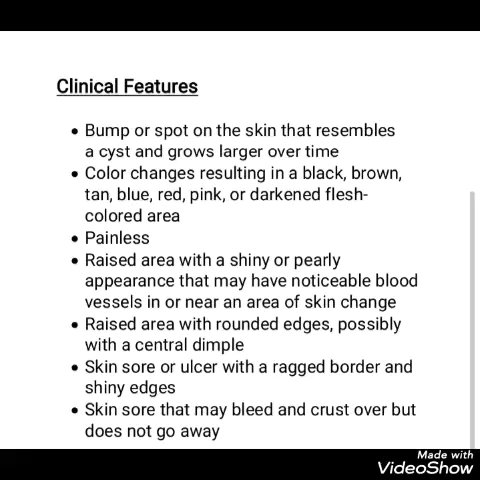 Clinical Features
• Bump or spot on the skin that resembles
a cyst and grows larger over time
• Color changes resulting in a black, brown,
tan, blue, red, pink, or darkened flesh-
colored area
• Painless
• Raised area with a shiny or pearly
appearance that may have noticeable blood
vessels in or near an area of skin change
• Raised area with rounded edges, possibly
with a central dimple
• Skin sore or ulcer with a ragged border and
shiny edges
• Skin sore that may bleed and crust over but
does not go away
Made with
VideoShow